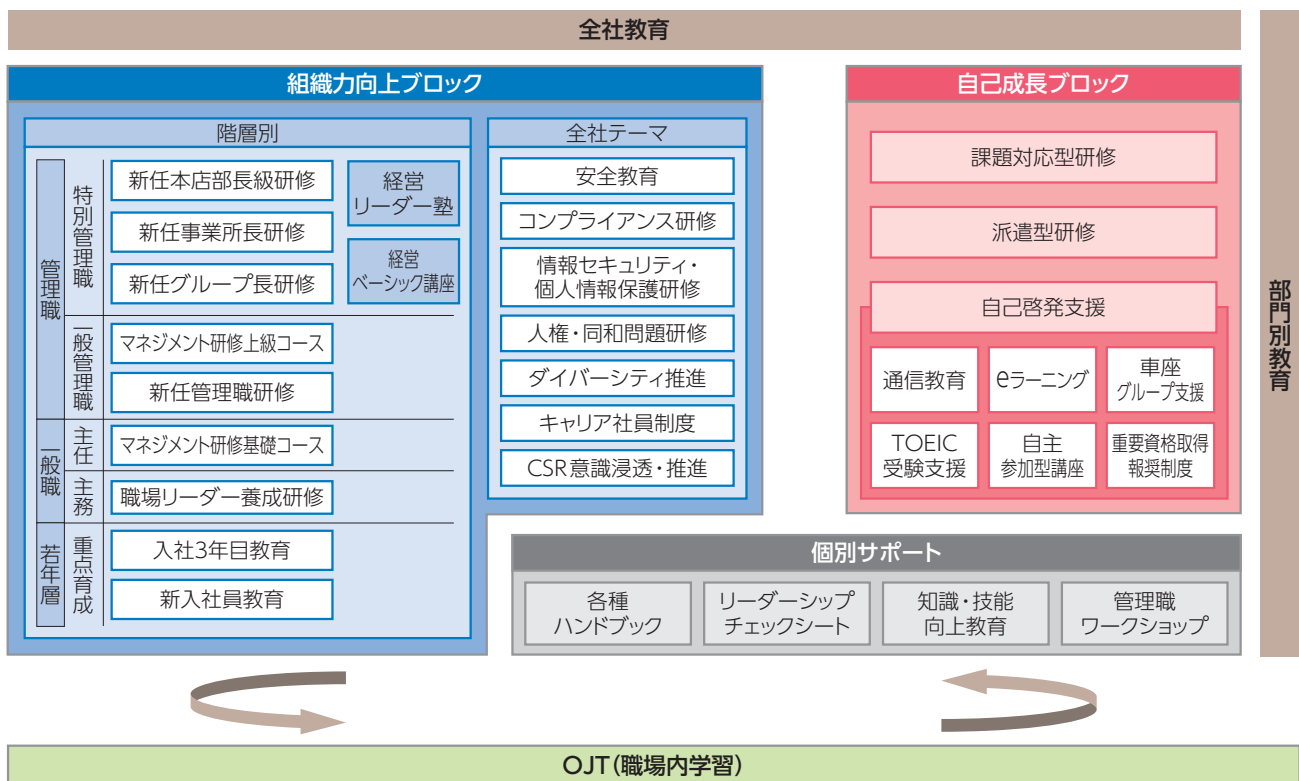 全社教育
組織力向上ブロック
階層別
管理職
特別管理職
新任本店部長級研修
新任事業所長研修
新任グループ長研修
経営
リーダー塾
経営
ベーシック講座
一般管理職
マネジメント研修上級コース
新任管理職研修
一般職
主任
マネジメント研修基礎コース
主務
職場リーダー養成研修
若年層
重点育成
入社3年目教育
新入社員教育
全社テーマ
安全教育
コンプライアンス研修
情報セキュリティ・
個人情報保護研修
人権・同和問題研修
ダイバーシティ推進
キャリア社員制度
CSR意識浸透・推進
自己成長ブロック
課題対応型研修
派遣型研修
自己啓発支援
通信教育
eラーニング
車座
グループ支援
TOEIC
受験支援
自主
参加型講座
重要資格取得
報奨制度
個別サポート
各種
ハンドブック
リーダーシップ
チェックシート
知識・技能
向上教育
管理職
ワークショップ
部門別教育
OJT(職場内学習)